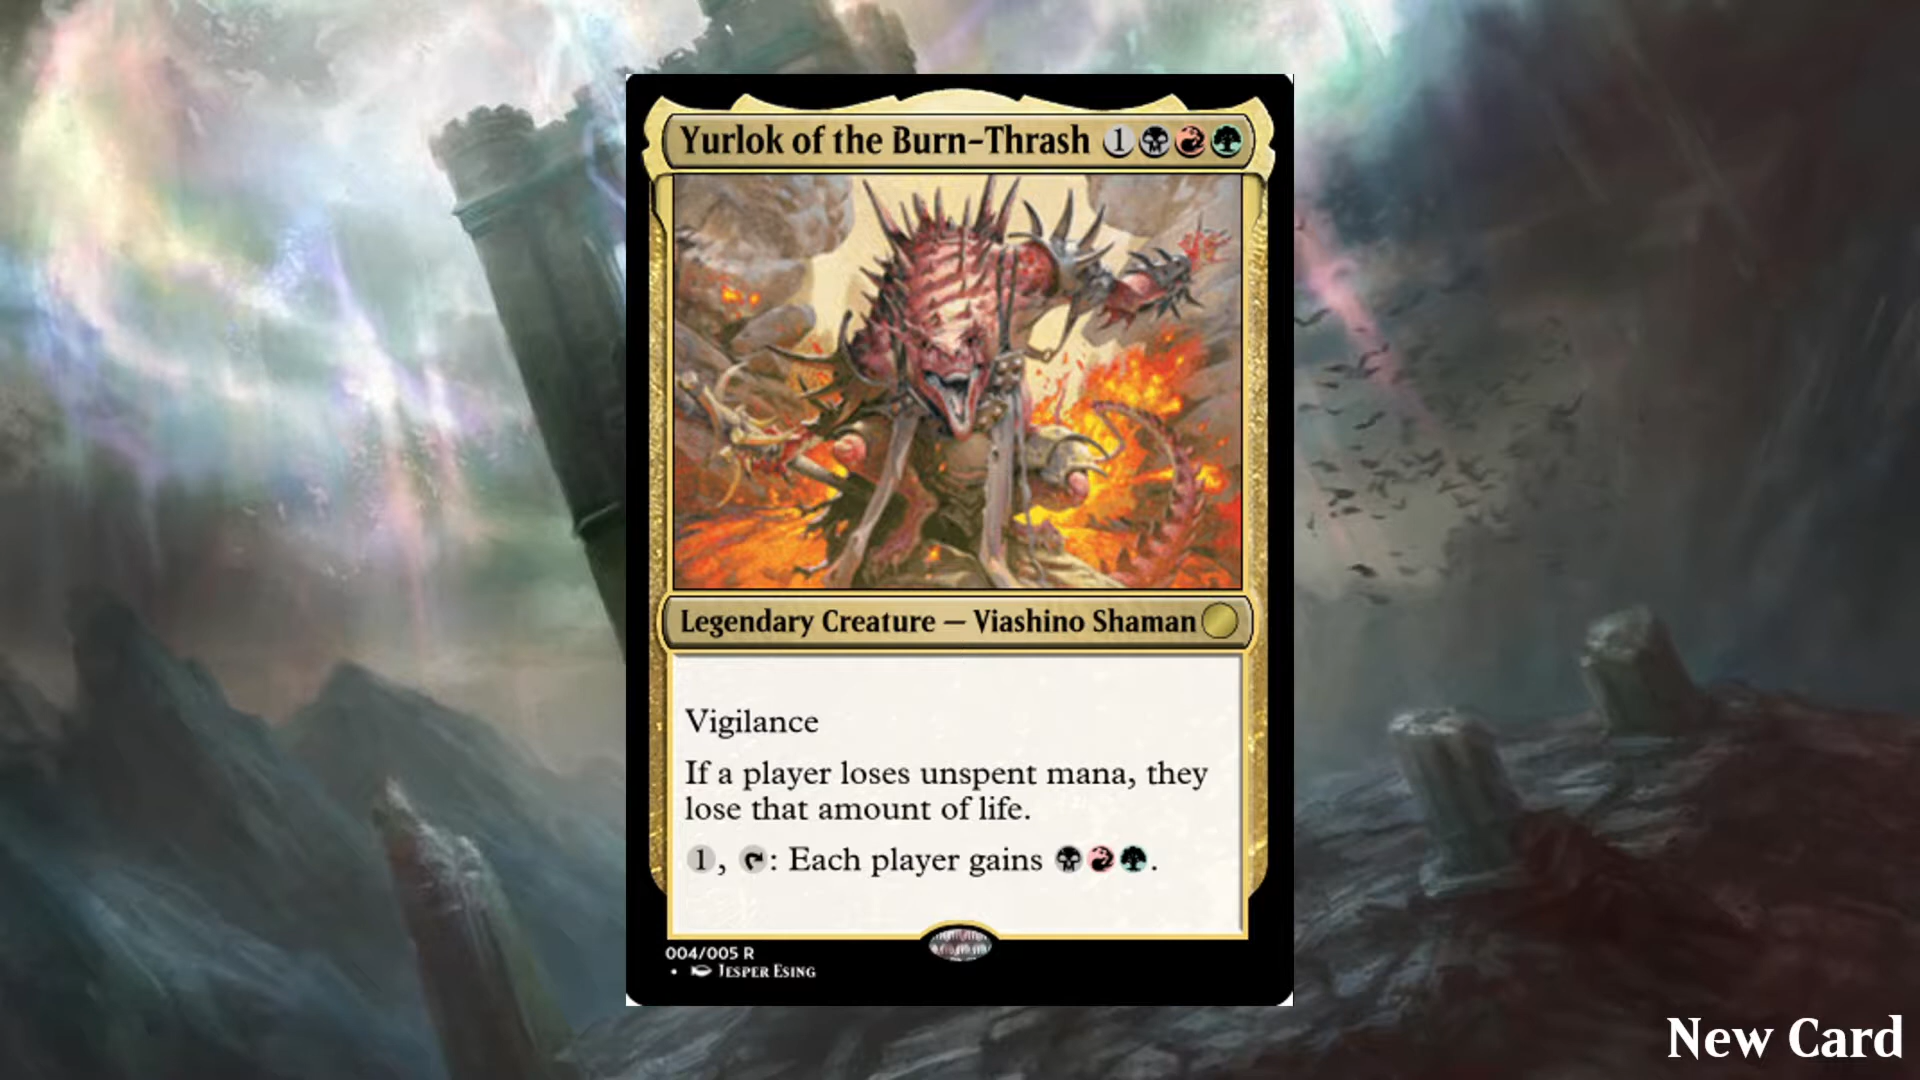 Yurlok of the Burn-Thrash 1
Legendary Creature — Viashino Shaman
Vigilance
If a player loses unspent mana, they
lose that amount of life.
1, : Each player gains .
004/005 R
• Jesper Esing
New Card